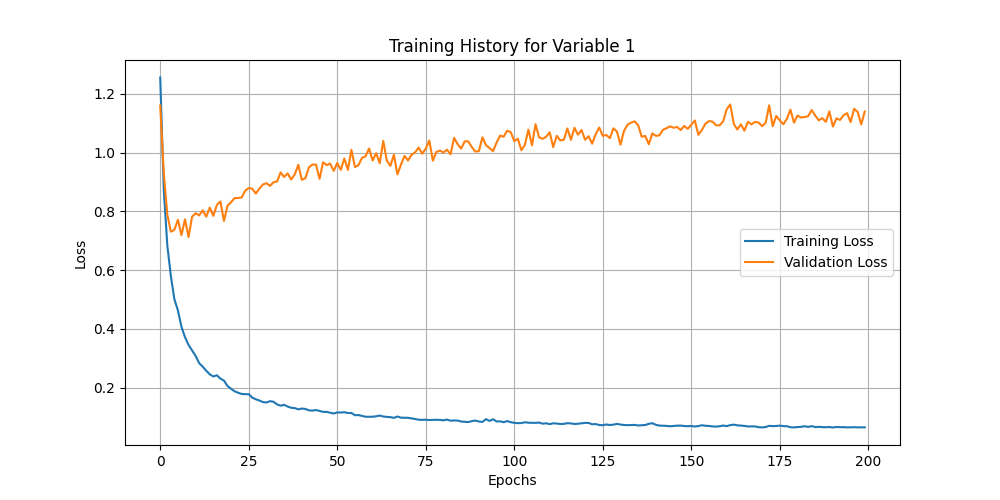 Training History for Variable 1
1.2
1.0
0.8
0.6
0.4
0.2
Loss
Training Loss
Validation Loss
0 25 50 75 100 125 150 175 200
Epochs